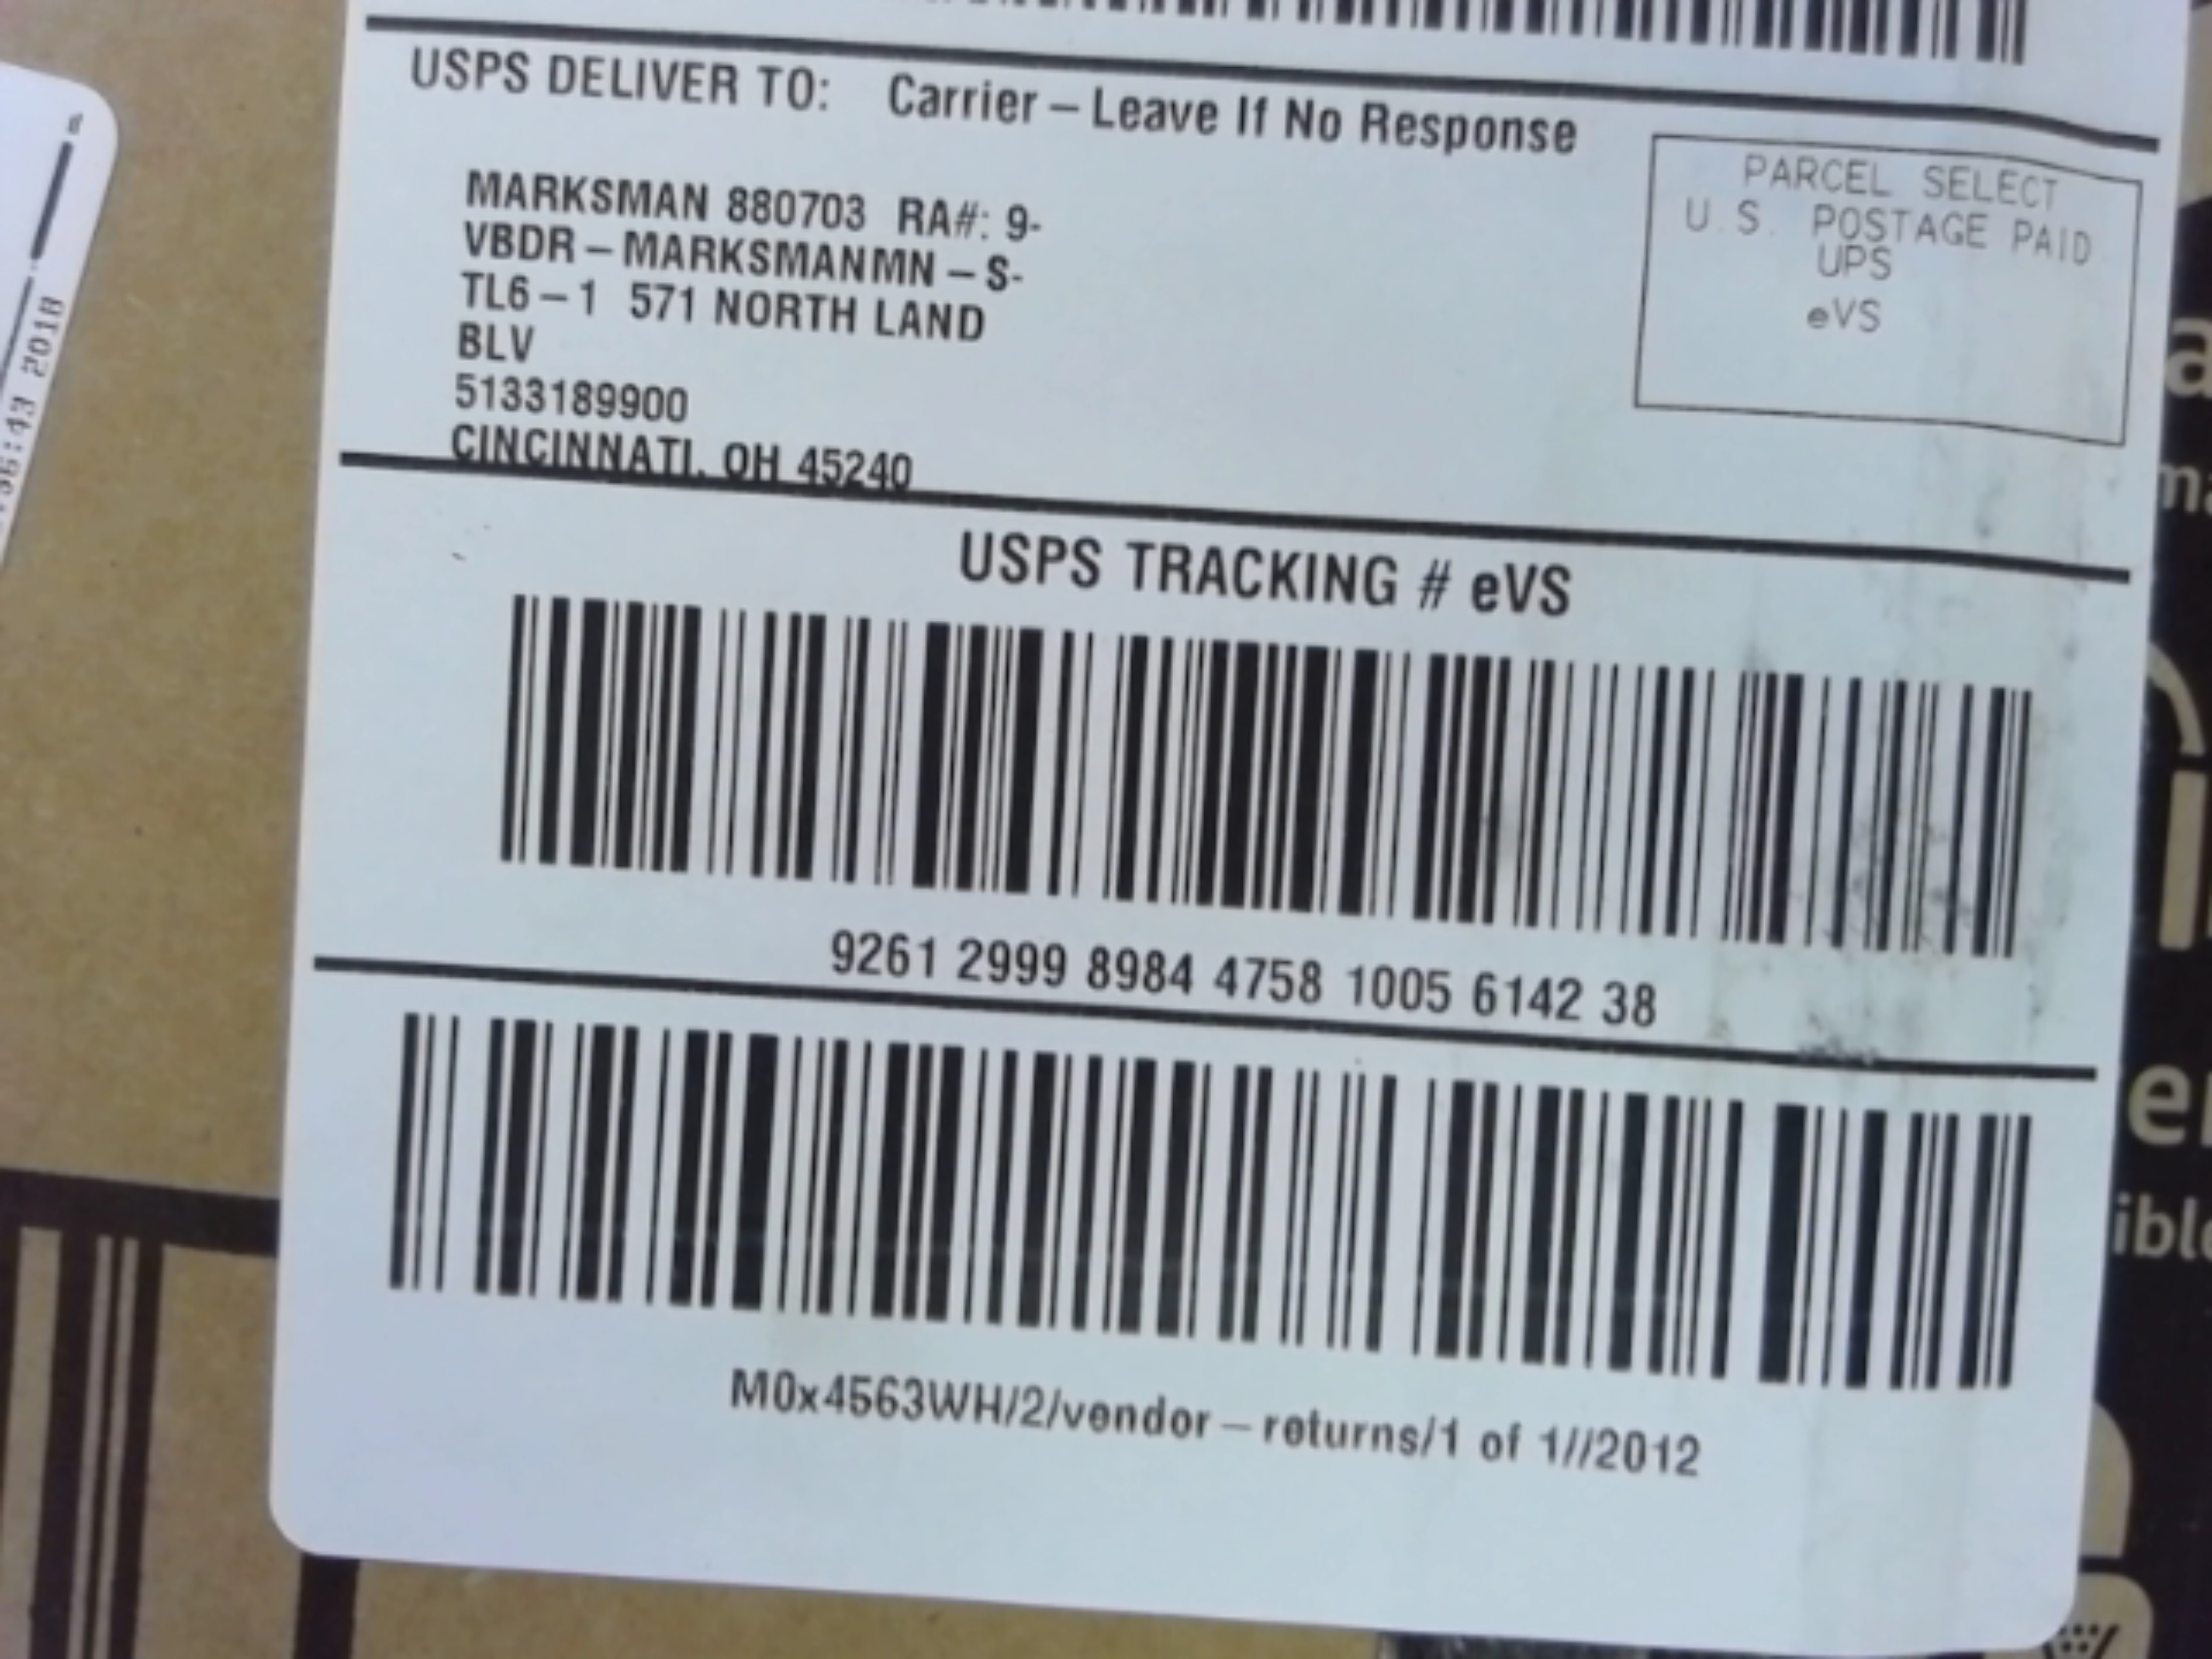 USPS DELIVER TO: Carrier – Leave If No Response
MARKSMAN 880703 RA#: 9-
VBDR – MARKSMANMN – S-
TL6 – 1 571 NORTH LAND
BLV
5133189900
CINCINNATI, OH 45240
PARCEL SELECT
U.S. POSTAGE PAID
UPS
eVS
USPS TRACKING # eVS
9261 2999 8984 4758 1005 6142 38
M0x4563WH/2/vendor – returns/1 of 1//2012
:43 2018